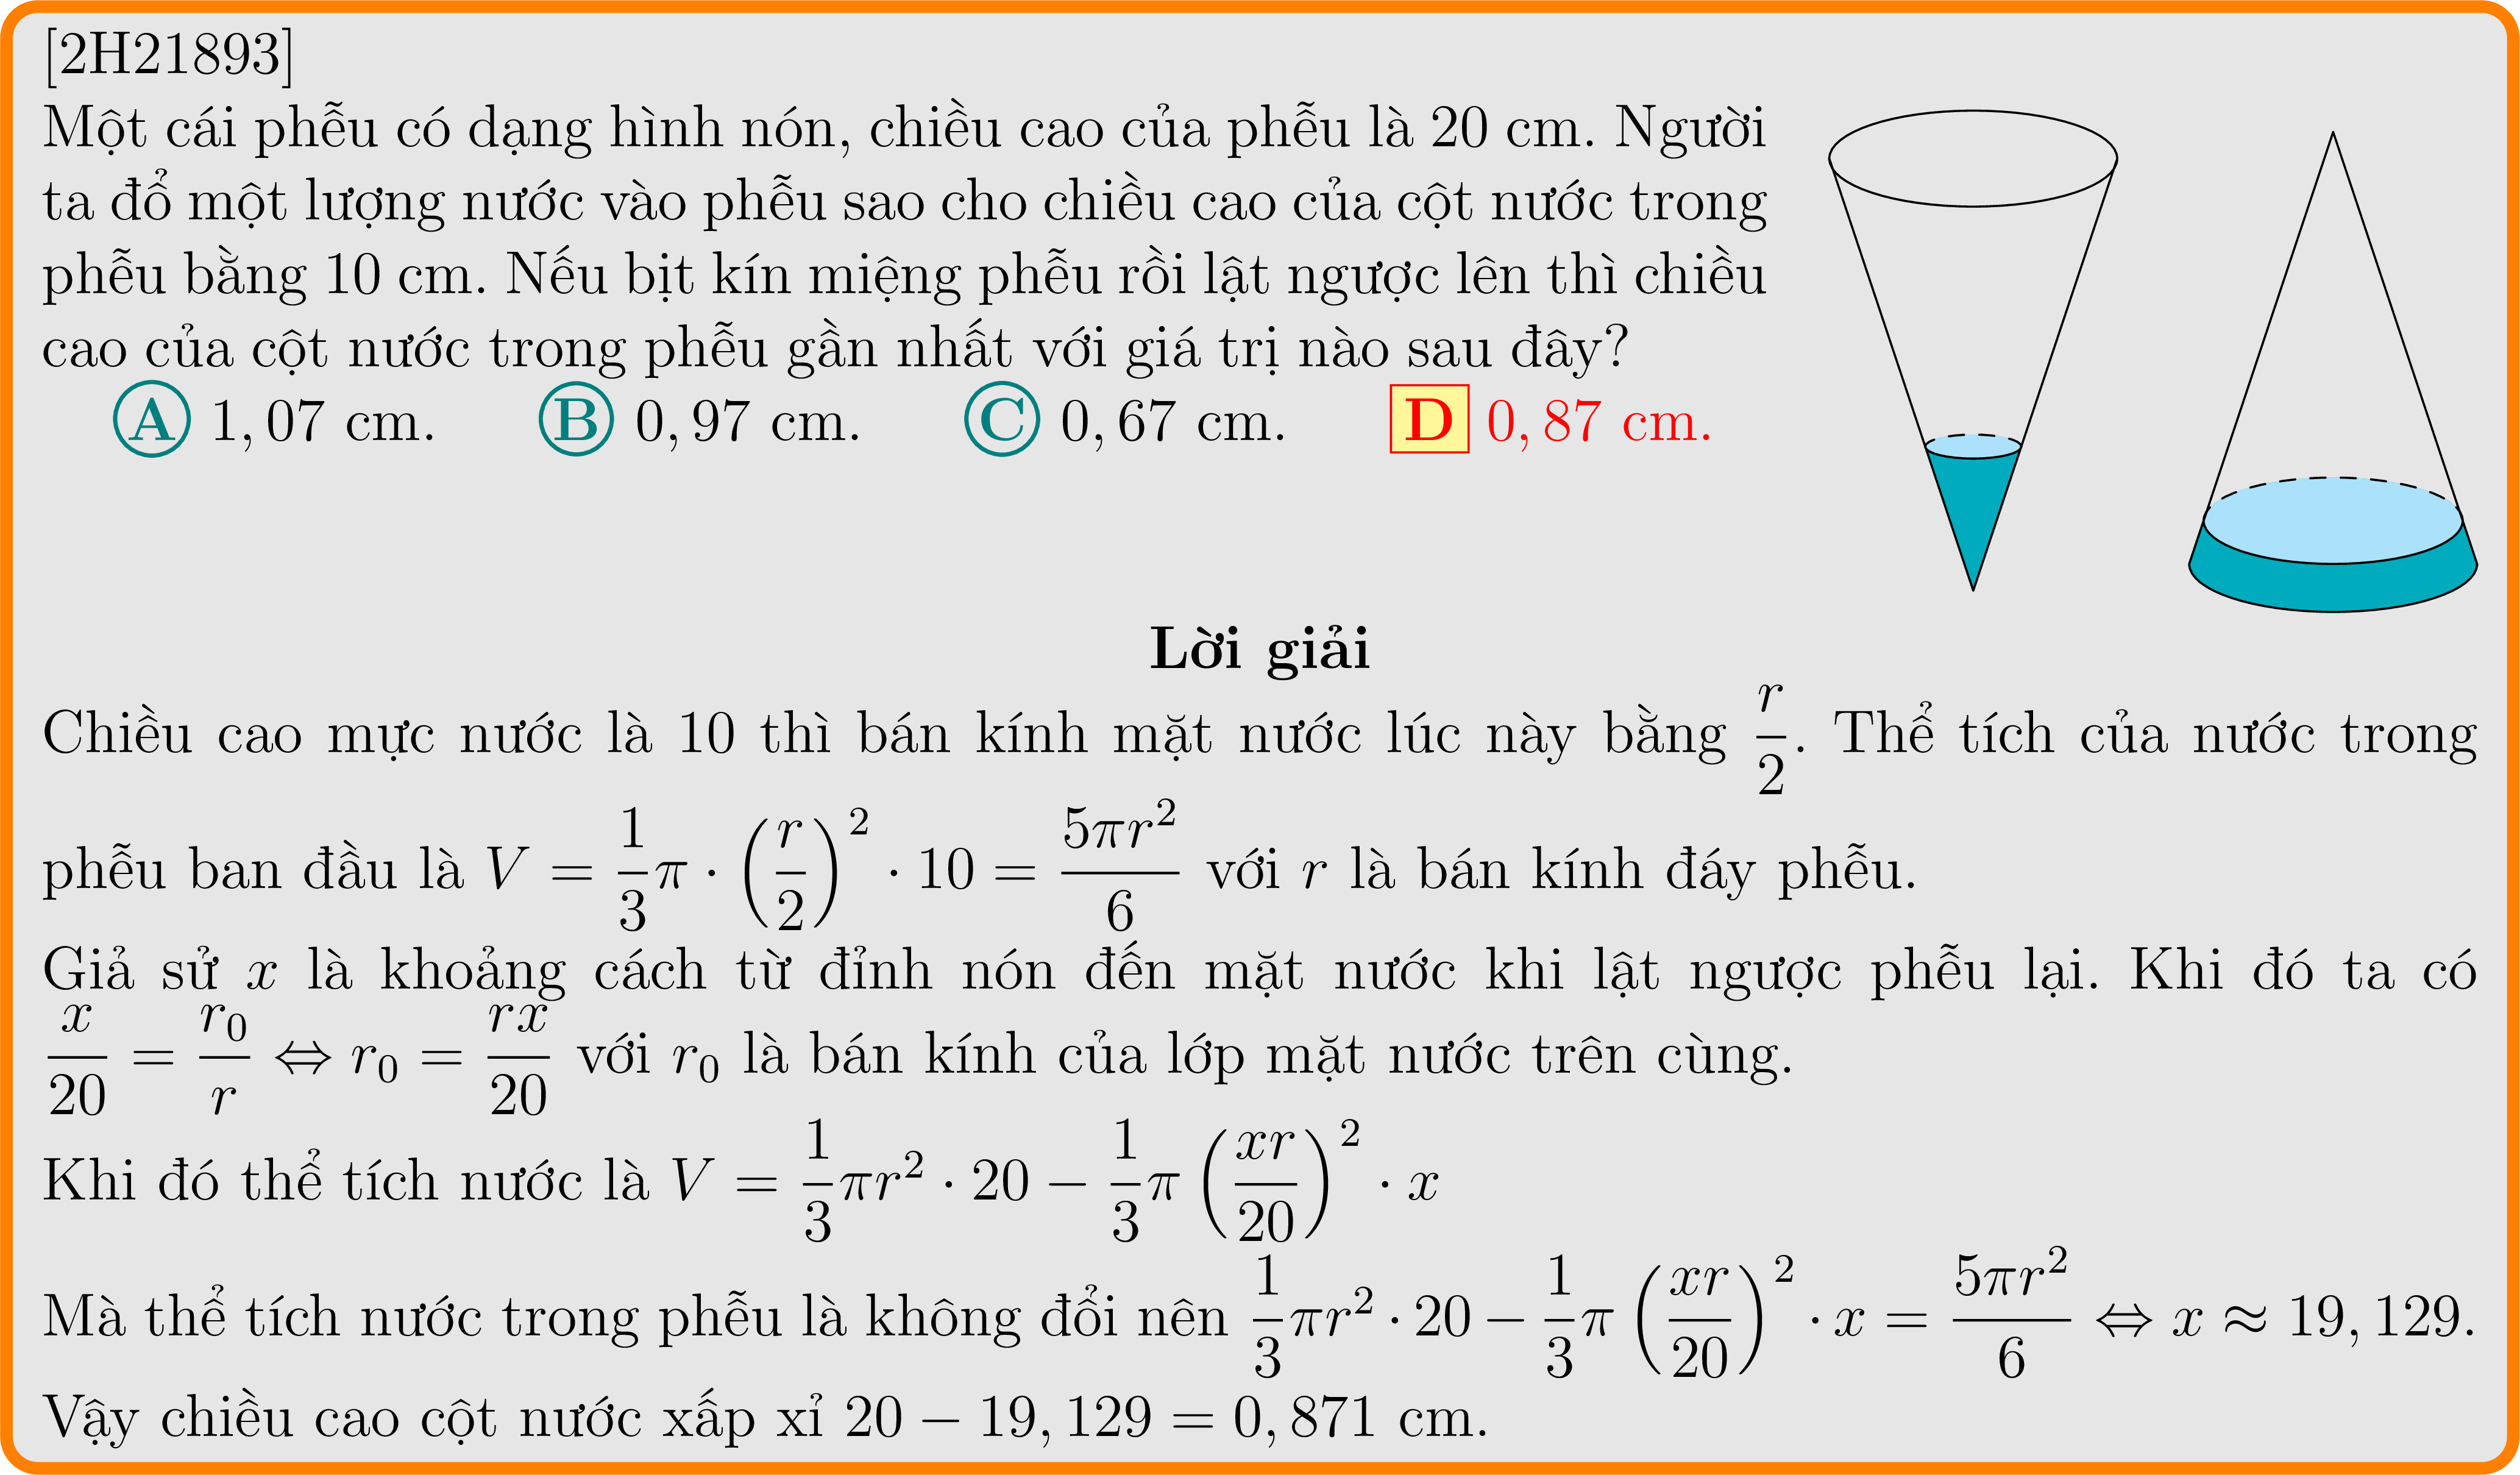 [2H21893]
Một cái phễu có dạng hình nón, chiều cao của phễu là 20 cm. Người
ta đổ một lượng nước vào phễu sao cho chiều cao của cột nước trong
phễu bằng 10 cm. Nếu bịt kín miệng phễu rồi lật ngược lên thì chiều
cao của cột nước trong phễu gần nhất với giá trị nào sau đây?
A 1,07 cm. B 0,97 cm. C 0,67 cm. D 0,87 cm.
Lời giải
Chiều cao mực nước là 10 thì bán kính mặt nước lúc này bằng $\frac{r}{2}$. Thể tích của nước trong
phễu ban đầu là $V = \frac{1}{3}\pi \cdot \left(\frac{r}{2}\right)^2 \cdot 10 = \frac{5\pi r^2}{6}$ với $r$ là bán kính đáy phễu.
Giả sử $x$ là khoảng cách từ đỉnh nón đến mặt nước khi lật ngược phễu lại. Khi đó ta có
$\frac{x}{20} = \frac{r_0}{r} \Leftrightarrow r_0 = \frac{rx}{20}$ với $r_0$ là bán kính của lớp mặt nước trên cùng.
Khi đó thể tích nước là $V = \frac{1}{3}\pi r^2 \cdot 20 - \frac{1}{3}\pi \left(\frac{xr}{20}\right)^2 \cdot x$
Mà thể tích nước trong phễu là không đổi nên $\frac{1}{3}\pi r^2 \cdot 20 - \frac{1}{3}\pi \left(\frac{xr}{20}\right)^2 \cdot x = \frac{5\pi r^2}{6} \Leftrightarrow x \approx 19,129.$
Vậy chiều cao cột nước xấp xỉ $20 - 19,129 = 0,871$ cm.